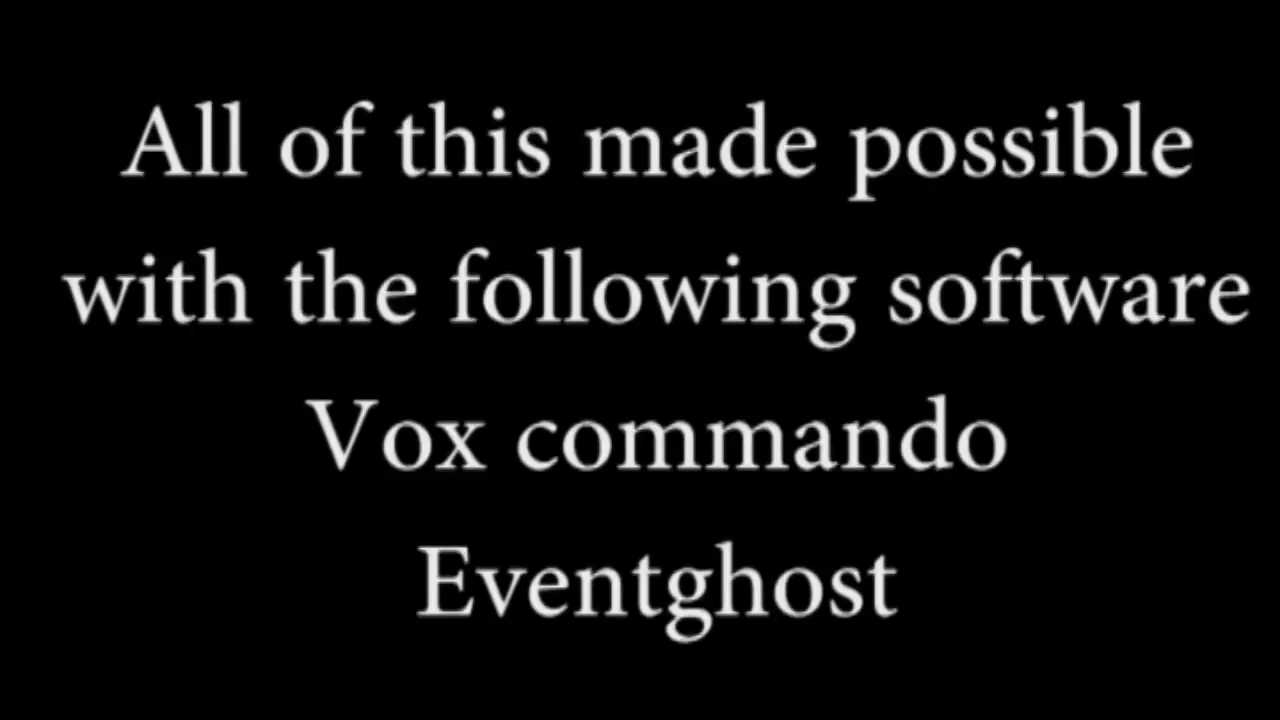 All of this made possible
with the following software
Vox commando
Eventghost